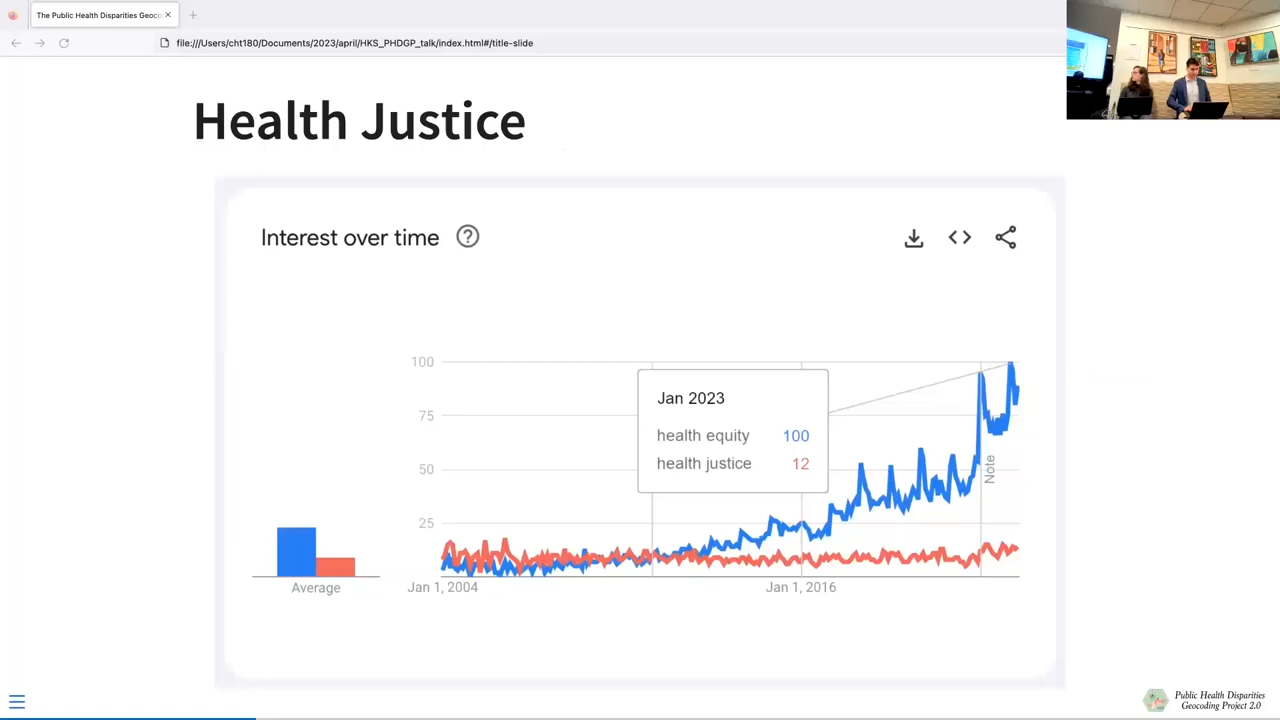 The Public Health Disparities Geoco
file:///Users/cht180/Documents/2023/april/HKS_PHDGP_talk/index.html#/title-slide
Health Justice
Interest over time
100
75
50
25
Jan 2023
health equity 100
health justice 12
Note
Average
Jan 1, 2004
Jan 1, 2016
Public Health Disparities
Geocoding Project 2.0